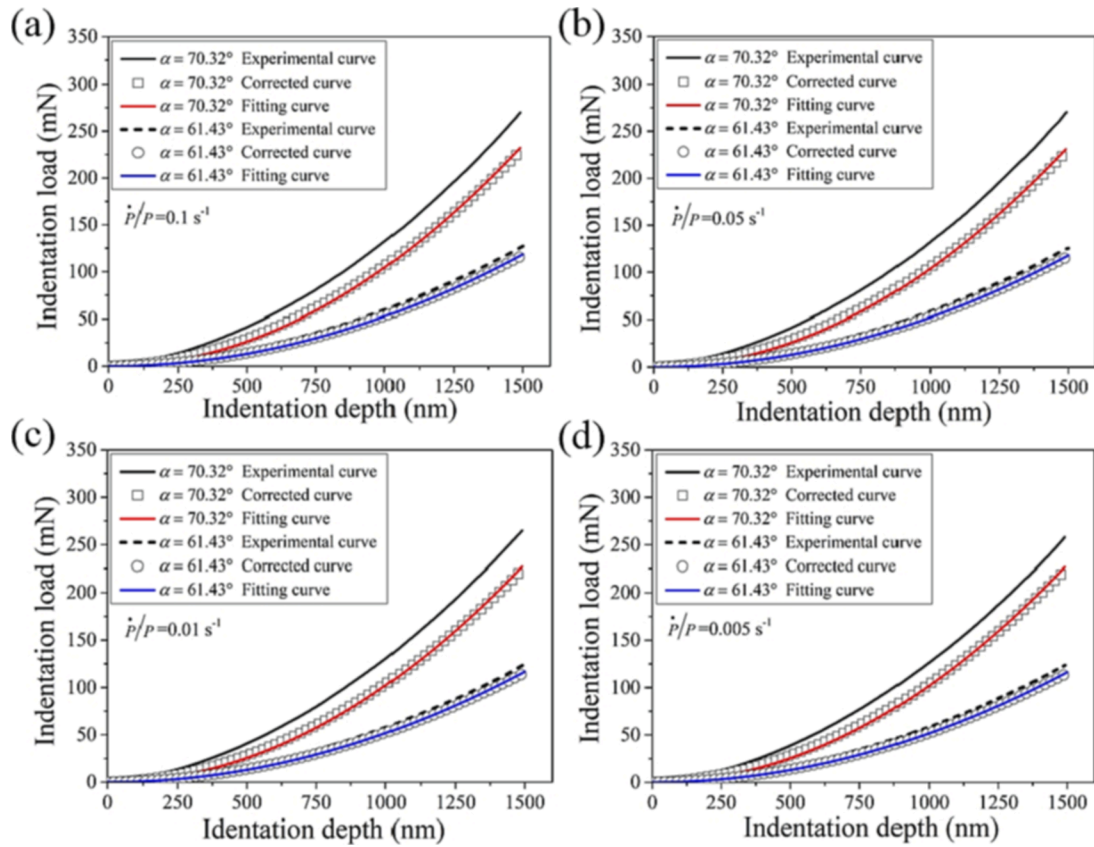 (a)
350
300
250
200
150
100
50
0
Indentation load (mN)
α = 70.32° Experimental curve
α = 70.32° Corrected curve
α = 70.32° Fitting curve
α = 61.43° Experimental curve
α = 61.43° Corrected curve
α = 61.43° Fitting curve
Ṗ/P=0.1 s⁻¹
0 250 500 750 1000 1250 1500
Indentation depth (nm)
(b)
350
300
250
200
150
100
50
0
Indentation load (mN)
α = 70.32° Experimental curve
α = 70.32° Corrected curve
α = 70.32° Fitting curve
α = 61.43° Experimental curve
α = 61.43° Corrected curve
α = 61.43° Fitting curve
Ṗ/P=0.05 s⁻¹
0 250 500 750 1000 1250 1500
Indentation depth (nm)
(c)
350
300
250
200
150
100
50
0
Indentation load (mN)
α = 70.32° Experimental curve
α = 70.32° Corrected curve
α = 70.32° Fitting curve
α = 61.43° Experimental curve
α = 61.43° Corrected curve
α = 61.43° Fitting curve
Ṗ/P=0.01 s⁻¹
0 250 500 750 1000 1250 1500
Identation depth (nm)
(d)
350
300
250
200
150
100
50
0
Indentation load (mN)
α = 70.32° Experimental curve
α = 70.32° Corrected curve
α = 70.32° Fitting curve
α = 61.43° Experimental curve
α = 61.43° Corrected curve
α = 61.43° Fitting curve
Ṗ/P=0.005 s⁻¹
0 250 500 750 1000 1250 1500
Indentation depth (nm)